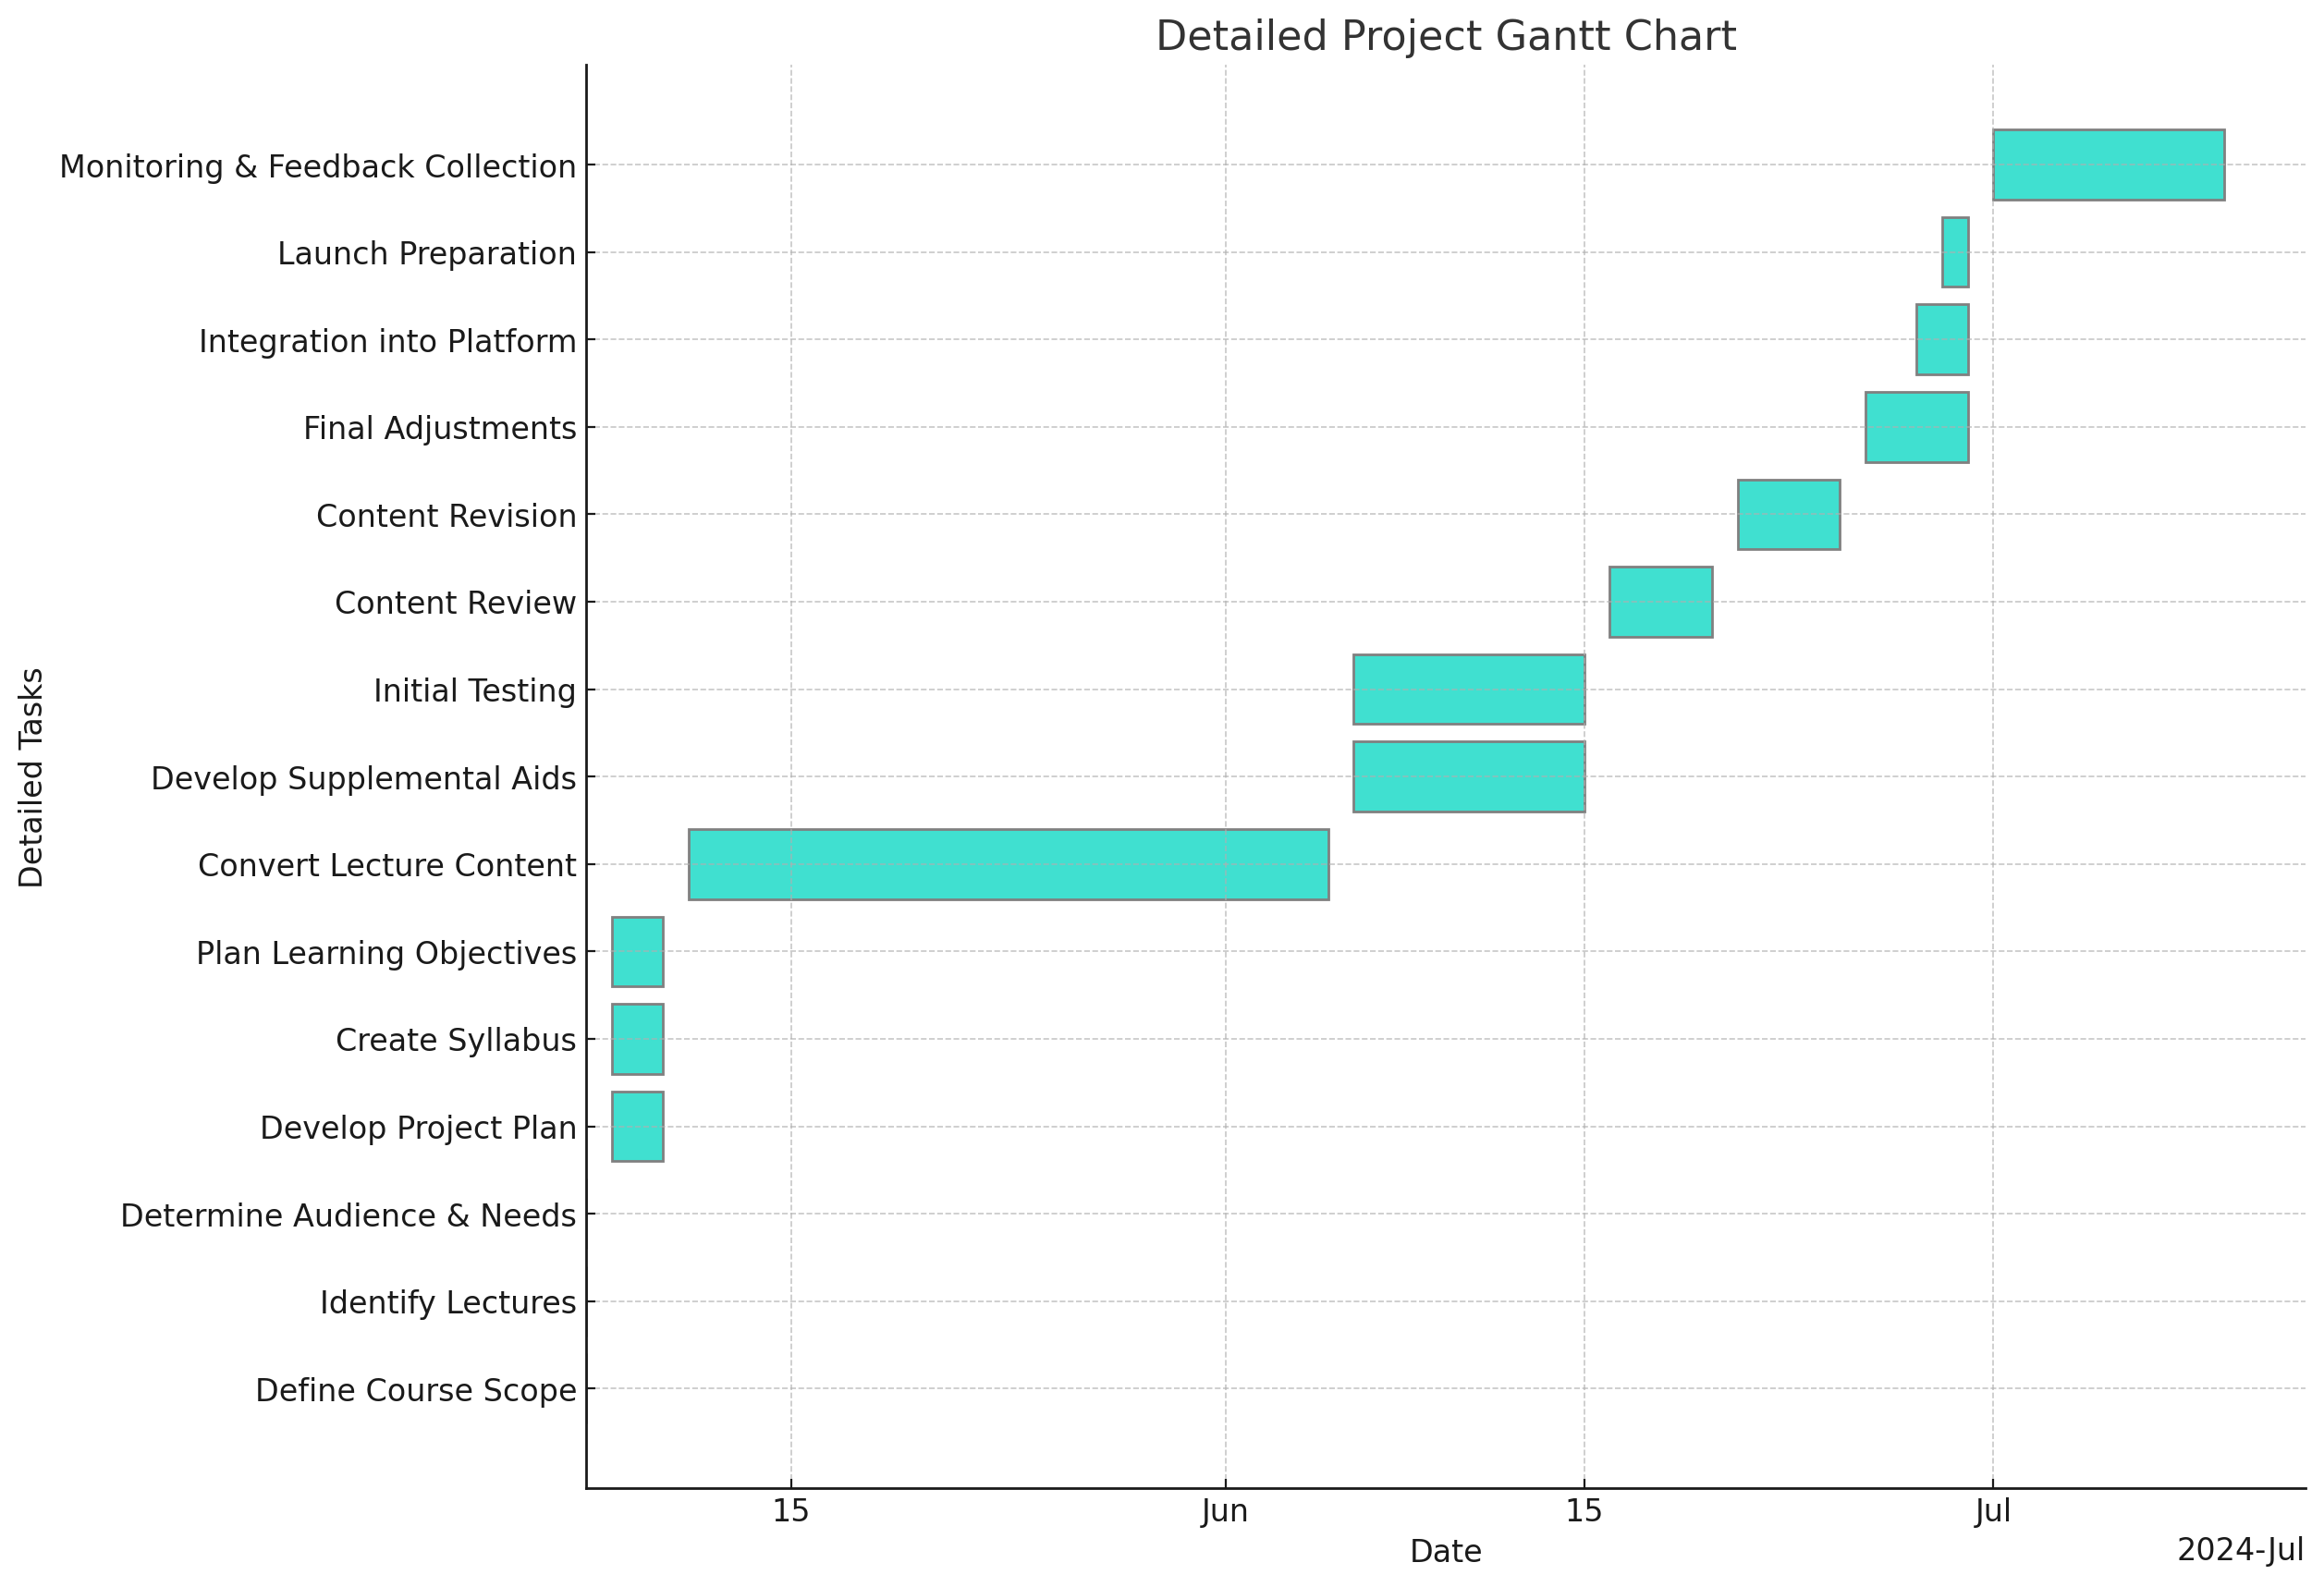 Detailed Project Gantt Chart
Detailed Tasks
Monitoring & Feedback Collection
Launch Preparation
Integration into Platform
Final Adjustments
Content Revision
Content Review
Initial Testing
Develop Supplemental Aids
Convert Lecture Content
Plan Learning Objectives
Create Syllabus
Develop Project Plan
Determine Audience & Needs
Identify Lectures
Define Course Scope
15 Jun 15 Jul
Date
2024-Jul